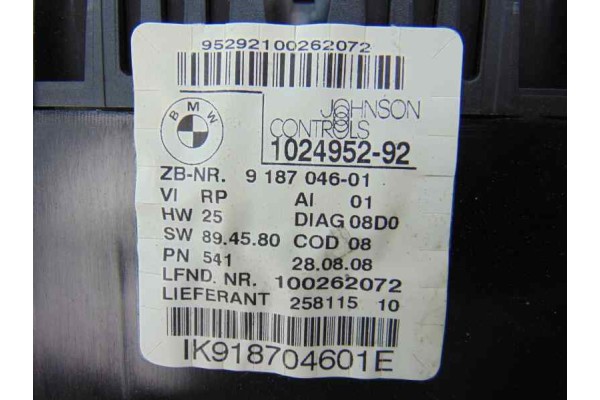 95292100262072
BMW
JOHNSON
CONTROLS
1024952-92
ZB-NR. 9 187 046-01
VI RP AI 01
HW 25 DIAG 08D0
SW 89.45.80 COD 08
PN 541 28.08.08
LFND. NR. 100262072
LIEFERANT 258115 10
IK918704601E